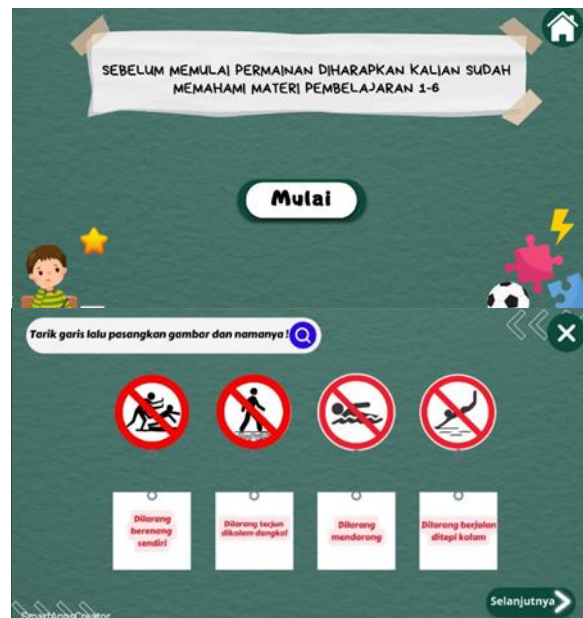 SEBELUM MEMULAI PERMAINAN DIHARAPKAN KALIAN SUDAH
MEMAHAMI MATERI PEMBELAJARAN 1-6
Mulai
Tarik garis lalu pasangkan gambar dan namanya !
Dilarang
berenang
sendiri
Dilarang terjun
dikolam dangkal
Dilarang
mendorong
Dilarang berjalan
ditepi kolam
Selanjutnya
SmartAppsCreator